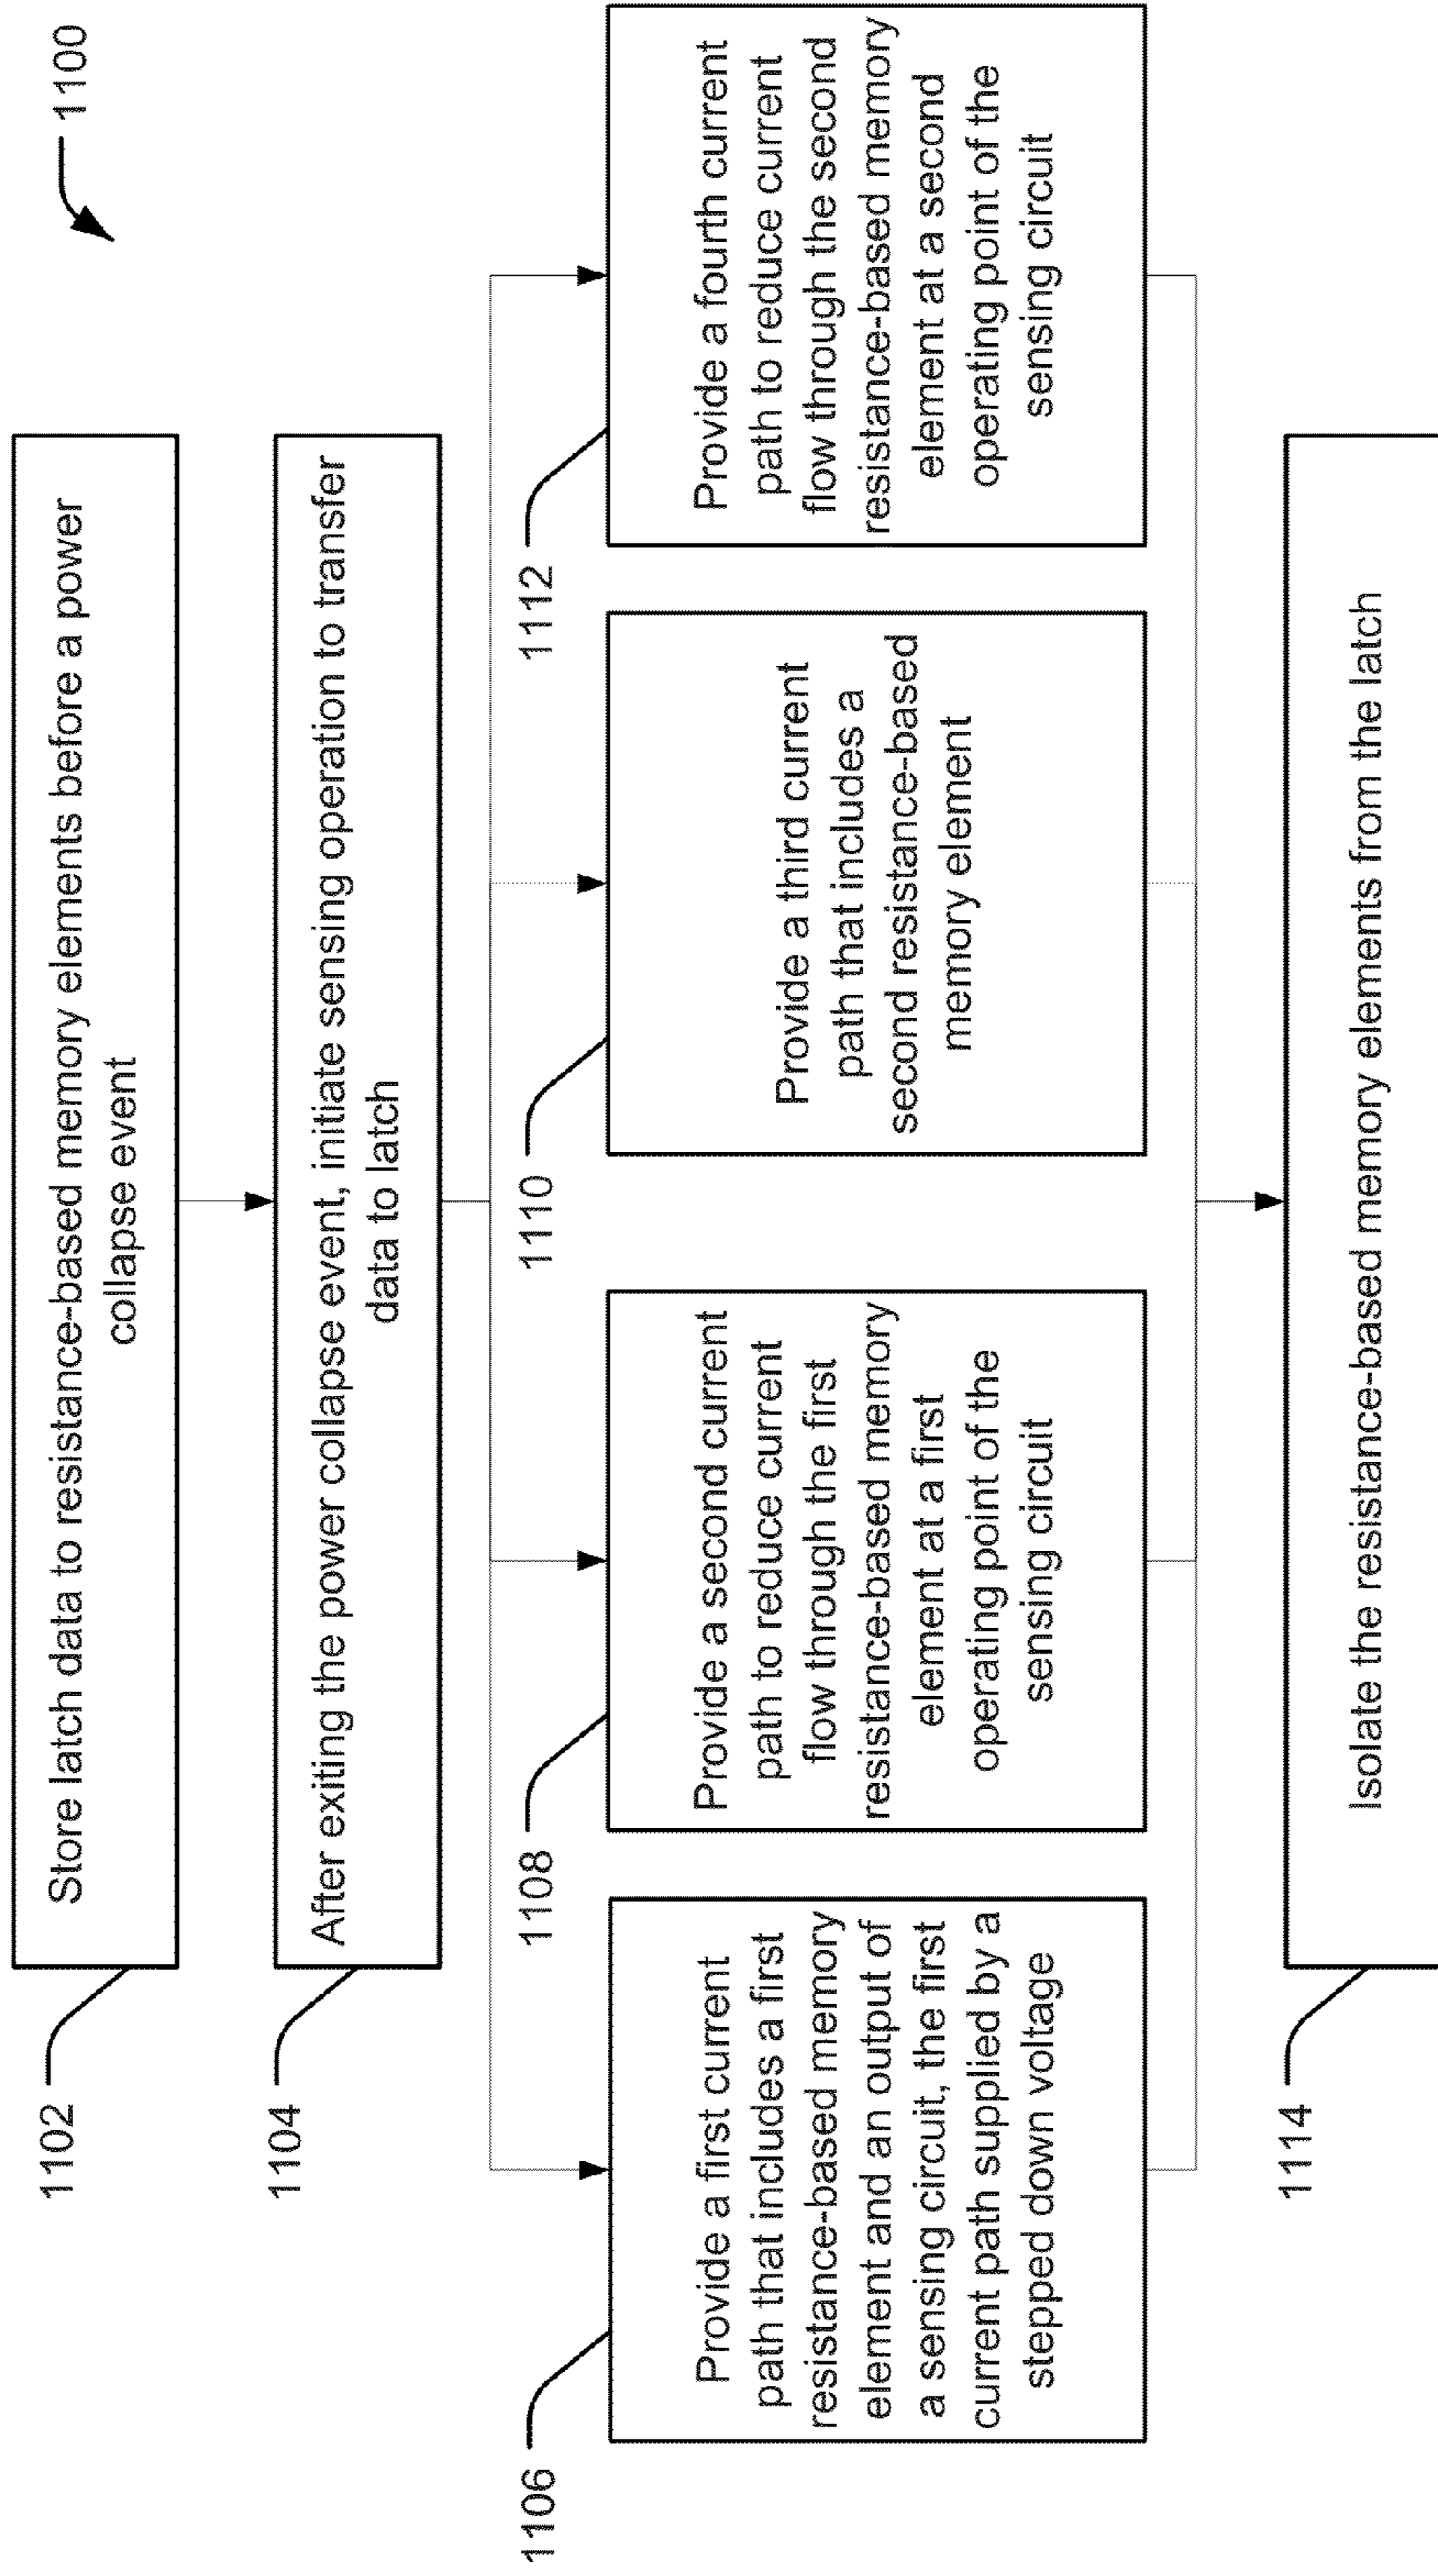 1100
1102
Store latch data to resistance-based memory elements before a power
collapse event
1104
After exiting the power collapse event, initiate sensing operation to transfer
data to latch
1106
Provide a first current
path that includes a first
resistance-based memory
element and an output of
a sensing circuit, the first
current path supplied by a
stepped down voltage
1108
Provide a second current
path to reduce current
flow through the first
resistance-based memory
element at a first
operating point of the
sensing circuit
1110
Provide a third current
path that includes a
second resistance-based
memory element
1112
Provide a fourth current
path to reduce current
flow through the second
resistance-based memory
element at a second
operating point of the
sensing circuit
1114
Isolate the resistance-based memory elements from the latch